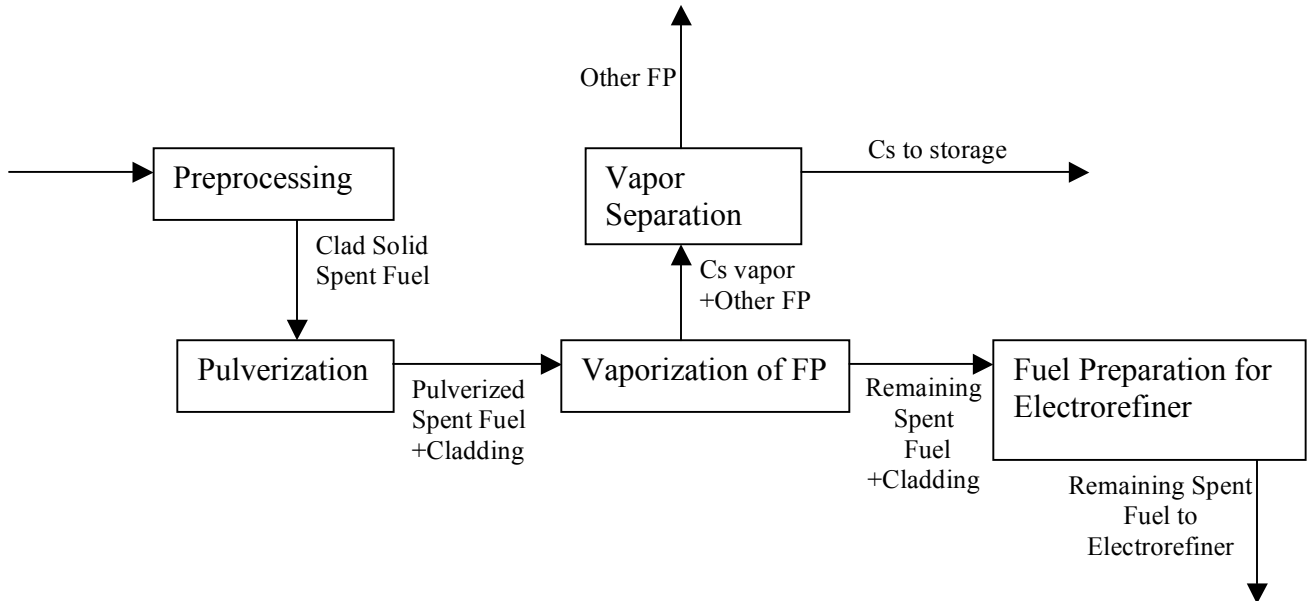 Other FP
Preprocessing
Vapor
Separation
Cs to storage
Clad Solid
Spent Fuel
Cs vapor
+Other FP
Pulverization
Pulverized
Spent Fuel
+Cladding
Vaporization of FP
Remaining
Spent
Fuel
+Cladding
Fuel Preparation for
Electrorefiner
Remaining Spent
Fuel to
Electrorefiner